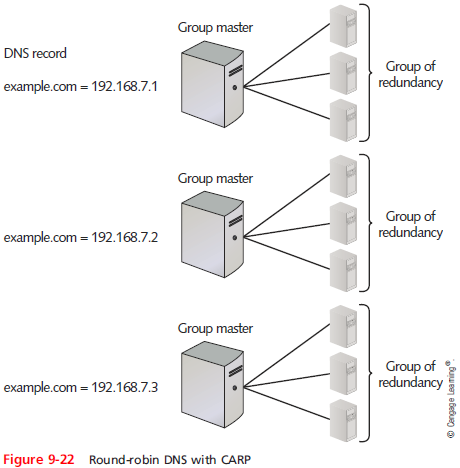 Group master
DNS record
example.com = 192.168.7.1
Group of
redundancy
Group master
example.com = 192.168.7.2
Group of
redundancy
Group master
example.com = 192.168.7.3
Group of
redundancy
© Cengage Learning®.
Figure 9-22 Round-robin DNS with CARP